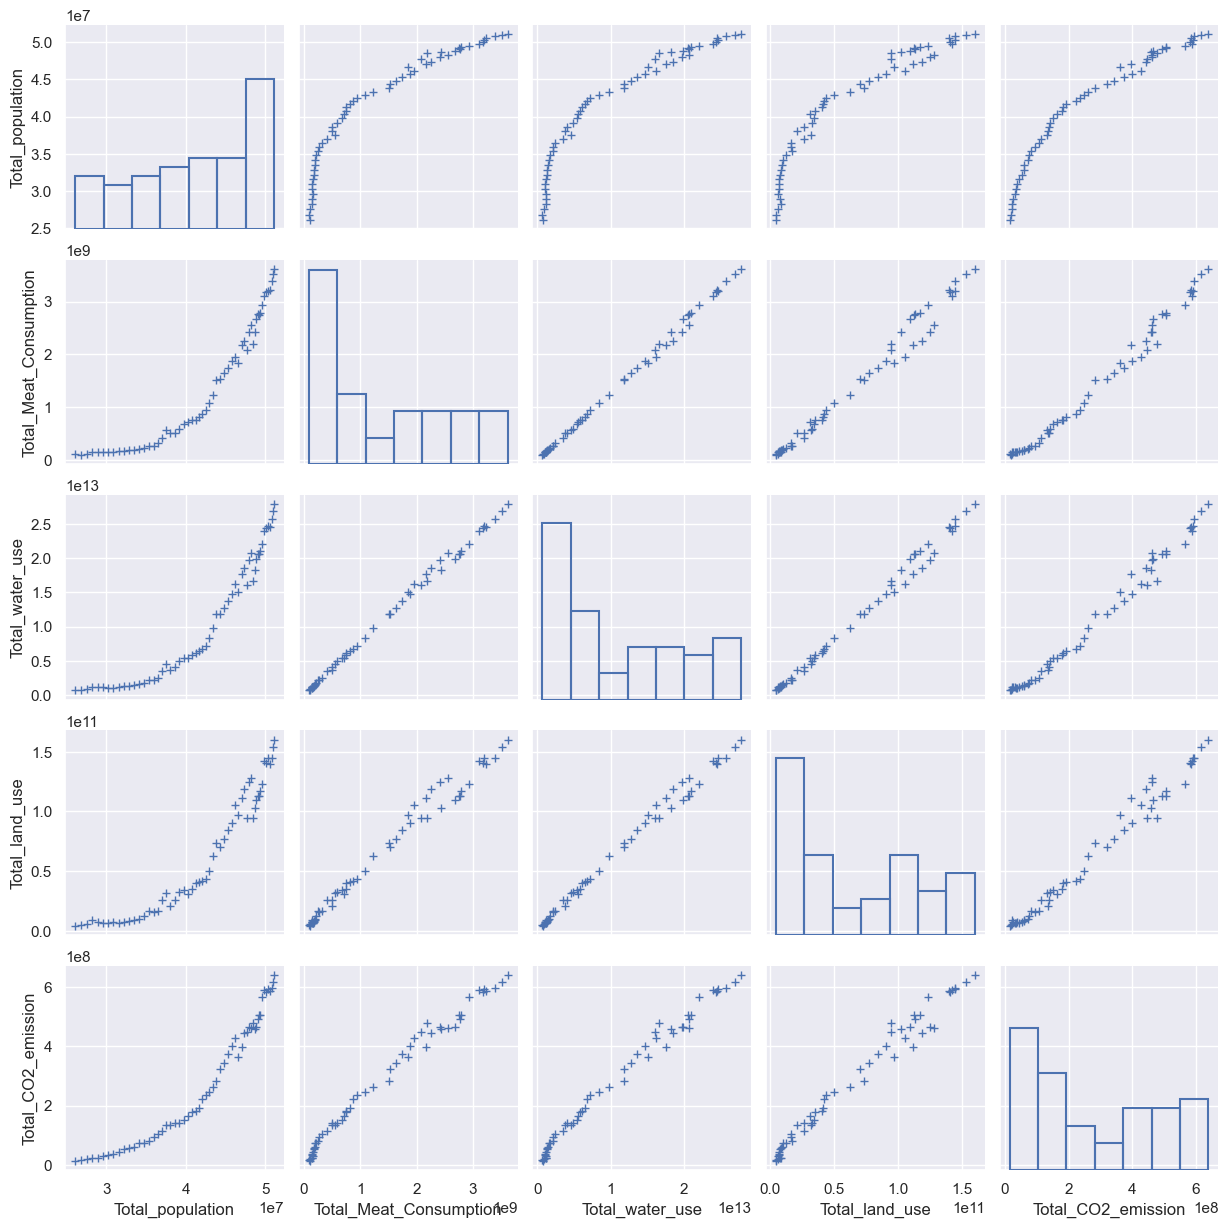 1e7
5.0
4.5
4.0
3.5
3.0
2.5
Total_population
1e9
3
2
1
0
Total_Meat_Consumption
1e13
2.5
2.0
1.5
1.0
0.5
0.0
Total_water_use
1e11
1.5
1.0
0.5
0.0
Total_land_use
1e8
6
4
2
0
Total_CO2_emission
3 4 5 0 1 2 3 0 1 2 0.0 0.5 1.0 1.5 0 2 4 6
Total_population 1e7 Total_Meat_Consumption 1e9 Total_water_use 1e13 Total_land_use 1e11 Total_CO2_emission 1e8